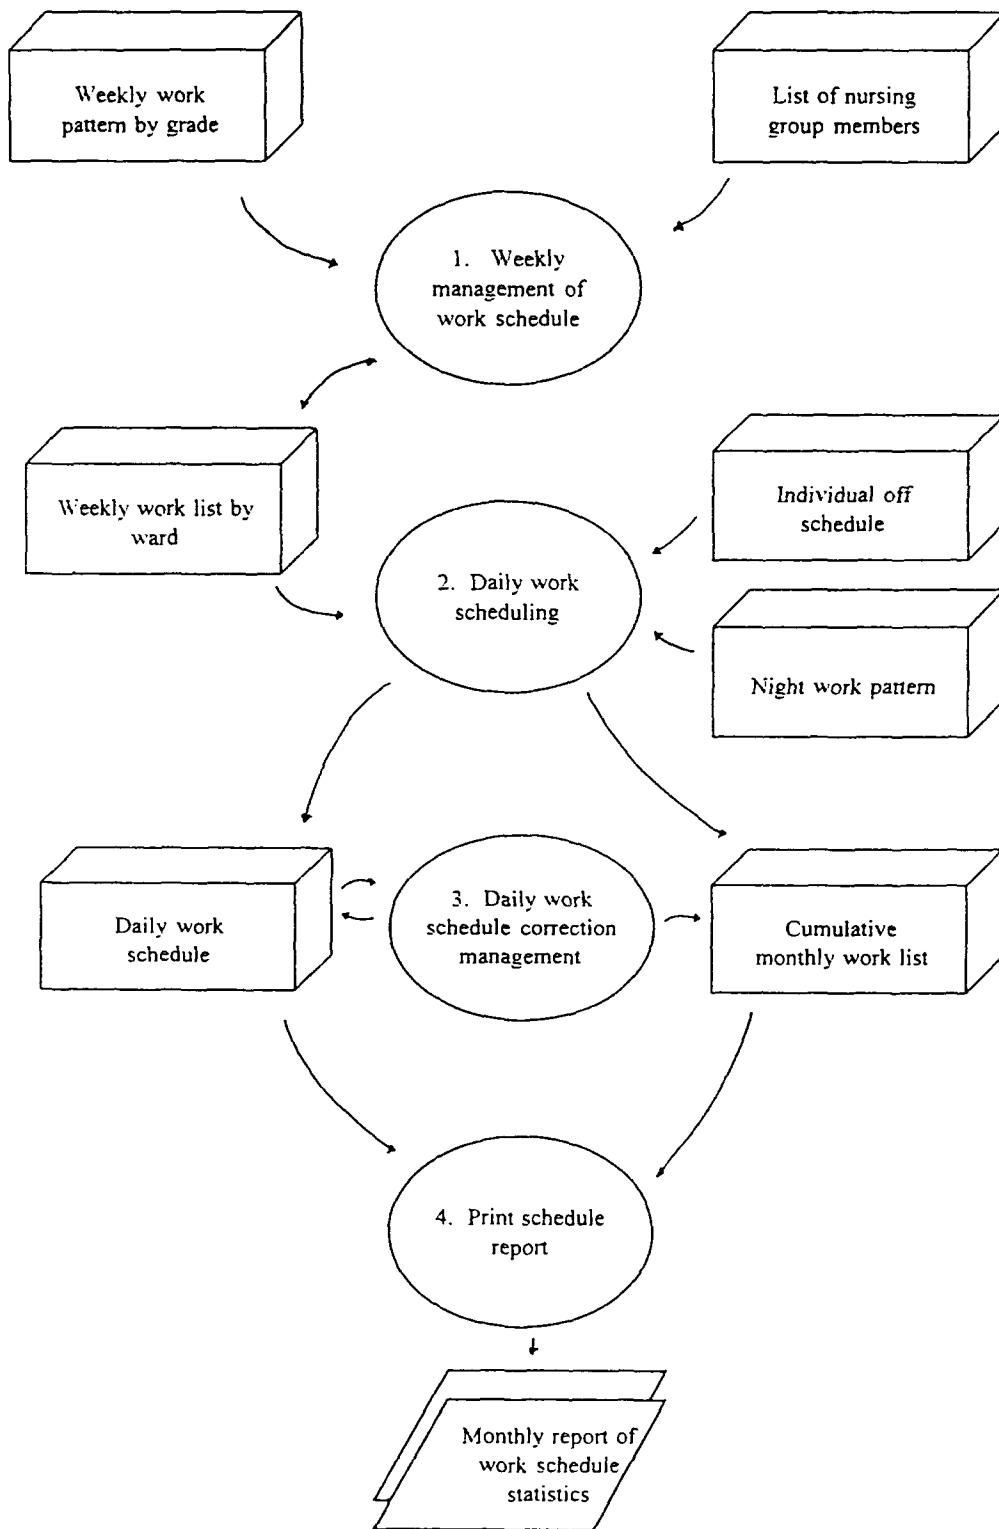 Weekly work
pattern by grade
List of nursing
group members
1. Weekly
management of
work schedule
Weekly work list by
ward
Individual off
schedule
2. Daily work
scheduling
Night work pattern
Daily work
schedule
3. Daily work
schedule correction
management
Cumulative
monthly work list
4. Print schedule
report
Monthly report of
work schedule
statistics